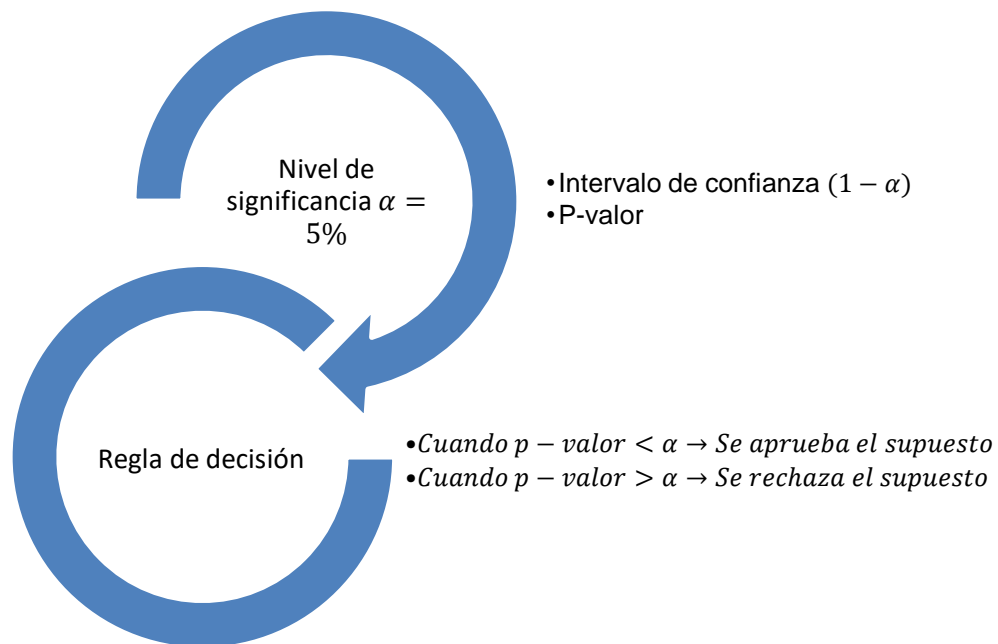 Nivel de
significancia α =
5%
•Intervalo de confianza (1 − α)
•P-valor
Regla de decisión
•Cuando p − valor < α → Se aprueba el supuesto
•Cuando p − valor > α → Se rechaza el supuesto